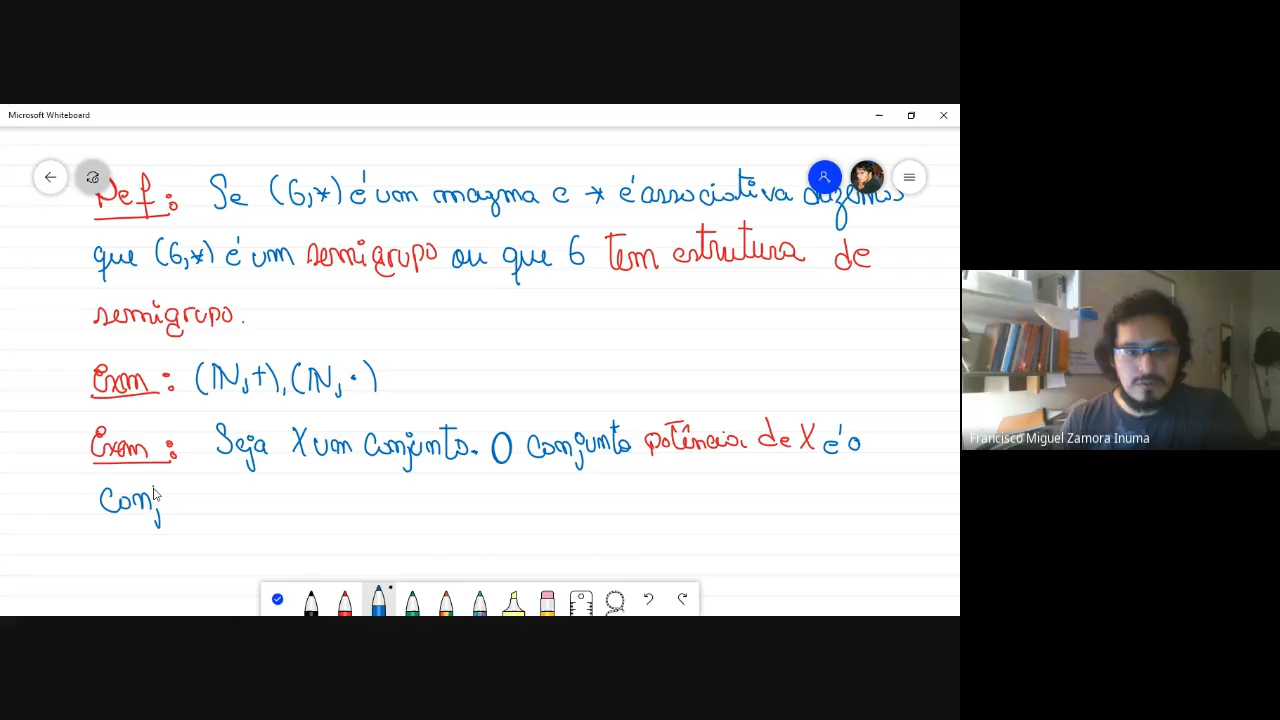 Microsoft Whiteboard
Def: Se (G,*) é um magma e * é associativa dizemos
que (G,*) é um semigrupo ou que G tem estrutura de
semigrupo.
Exem: (ℕ,+),(ℕ,·)
Exem: Seja X um conjunto. O conjunto potência de X é o
conj
Francisco Miguel Zamora Inuma